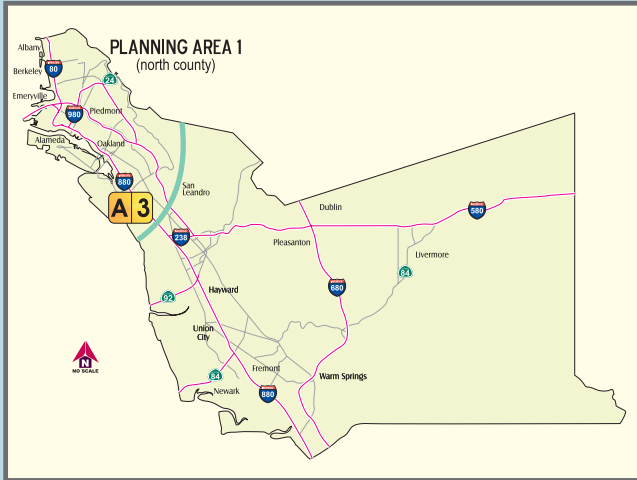 PLANNING AREA 1
(north county)
Albany
80
Berkeley
24
Emeryville
980
Piedmont
Alameda
Oakland
880
San
Leandro
A 3
Dublin
580
238
Pleasanton
Livermore
84
680
92
Hayward
Union
City
N
NO SCALE
Fremont
84
Warm Springs
Newark
880